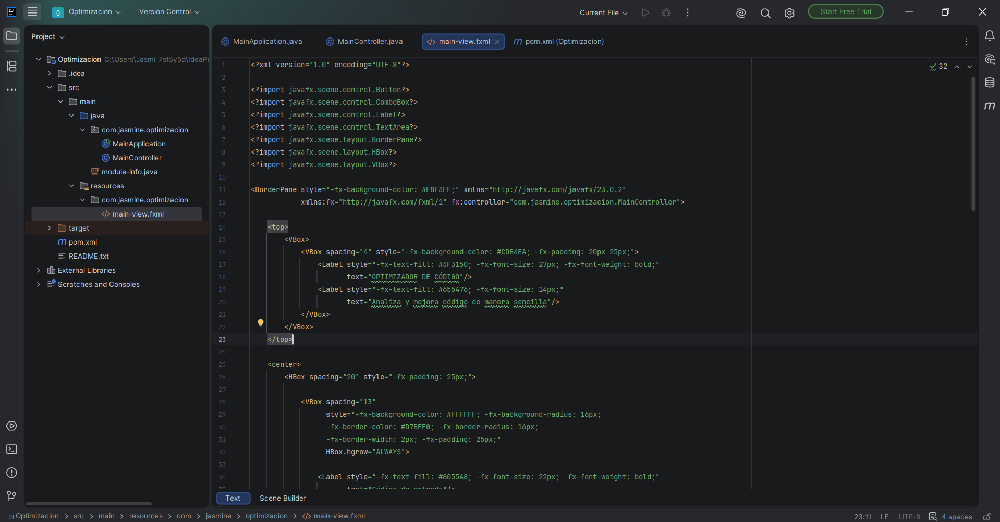 IJ
O Optimizacion Version Control Current File Start Free Trial
Project
Optimizacion C:\Users\Jasmi_7st5y5d\IdeaPr
.idea
src
main
java
com.jasmine.optimizacion
MainApplication
MainController
module-info.java
resources
com.jasmine.optimizacion
main-view.fxml
target
pom.xml
README.txt
External Libraries
Scratches and Consoles
MainApplication.java MainController.java main-view.fxml pom.xml (Optimizacion)
32
1 <?xml version="1.0" encoding="UTF-8"?>
2
3 <?import javafx.scene.control.Button?>
4 <?import javafx.scene.control.ComboBox?>
5 <?import javafx.scene.control.Label?>
6 <?import javafx.scene.control.TextArea?>
7 <?import javafx.scene.layout.BorderPane?>
8 <?import javafx.scene.layout.HBox?>
9 <?import javafx.scene.layout.VBox?>
10
11 <BorderPane style="-fx-background-color: #F8F3FF;" xmlns="http://javafx.com/javafx/23.0.2"
12 xmlns:fx="http://javafx.com/fxml/1" fx:controller="com.jasmine.optimizacion.MainController">
13
14 <top>
15 <VBox>
16 <VBox spacing="4" style="-fx-background-color: #CDB4EA; -fx-padding: 20px 25px;">
17 <Label style="-fx-text-fill: #3F3150; -fx-font-size: 27px; -fx-font-weight: bold;"
18 text="OPTIMIZADOR DE CÓDIGO"/>
19 <Label style="-fx-text-fill: #655476; -fx-font-size: 14px;"
20 text="Analiza y mejora código de manera sencilla"/>
21 </VBox>
22 </VBox>
23 </top>
24
25 <center>
26 <HBox spacing="20" style="-fx-padding: 25px;">
27
28 <VBox spacing="13"
29 style="-fx-background-color: #FFFFFF; -fx-background-radius: 16px;
30 -fx-border-color: #D7BFF0; -fx-border-radius: 16px;
31 -fx-border-width: 2px; -fx-padding: 25px;"
32 HBox.hgrow="ALWAYS">
33
34 <Label style="-fx-text-fill: #8055A8; -fx-font-size: 22px; -fx-font-weight: bold;"
35 text="Código de entrada"/>
Text Scene Builder
Optimizacion > src > main > resources > com > jasmine > optimizacion > main-view.fxml 23:11 LF UTF-8 4 spaces